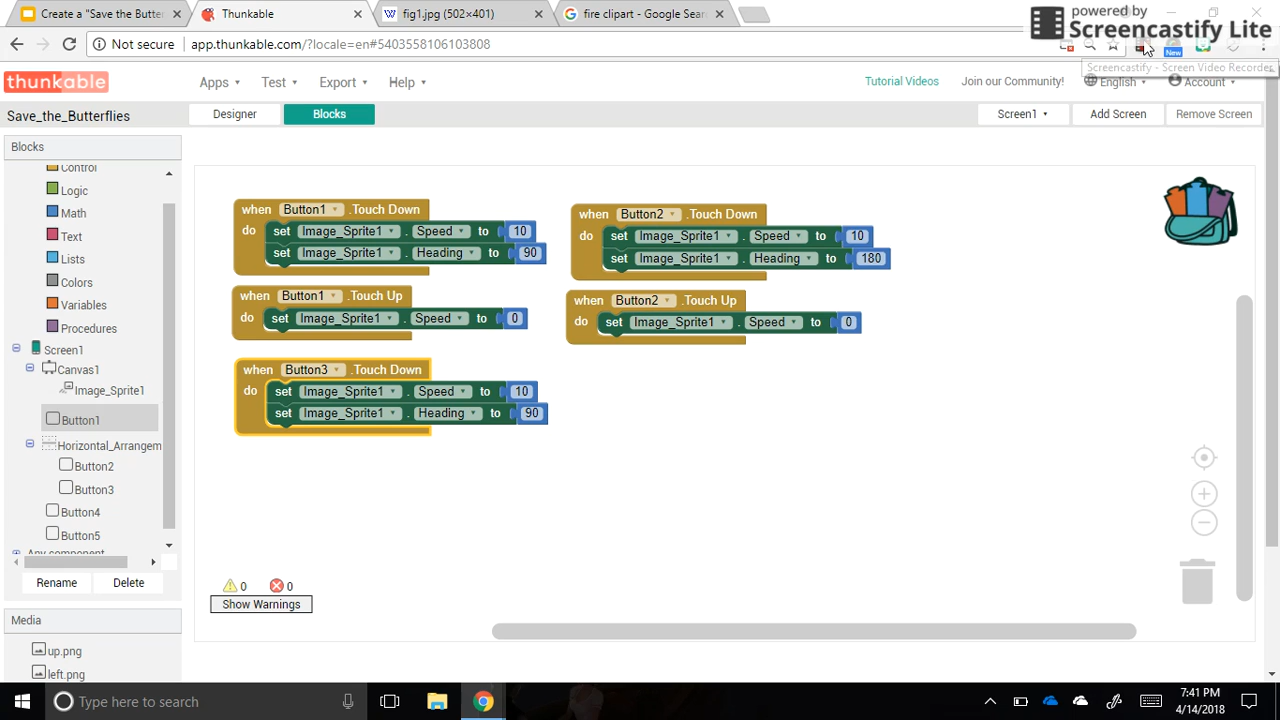 Create a "Save the Butter
Thunkable
fig1.jpg (502×401)
fire clipart - Google Sear
powered by
Screencastify Lite
Not secure
app.thunkable.com/?locale=en#5403558106103808
New
Screencastify - Screen Video Recorder
thunkable
Apps
Test
Export
Help
Tutorial Videos
Join our Community!
English
Account
Save_the_Butterflies
Designer
Blocks
Screen1
Add Screen
Remove Screen
Blocks
Control
Logic
Math
Text
Lists
Colors
Variables
Procedures
Screen1
Canvas1
Image_Sprite1
Button1
Horizontal_Arrangem
Button2
Button3
Button4
Button5
Any component
Rename
Delete
Media
up.png
left.png
when Button1 .Touch Down
do set Image_Sprite1 . Speed to 10
set Image_Sprite1 . Heading to 90
when Button1 .Touch Up
do set Image_Sprite1 . Speed to 0
when Button3 .Touch Down
do set Image_Sprite1 . Speed to 10
set Image_Sprite1 . Heading to 90
when Button2 .Touch Down
do set Image_Sprite1 . Speed to 10
set Image_Sprite1 . Heading to 180
when Button2 .Touch Up
do set Image_Sprite1 . Speed to 0
0 0
Show Warnings
Type here to search
7:41 PM
4/14/2018